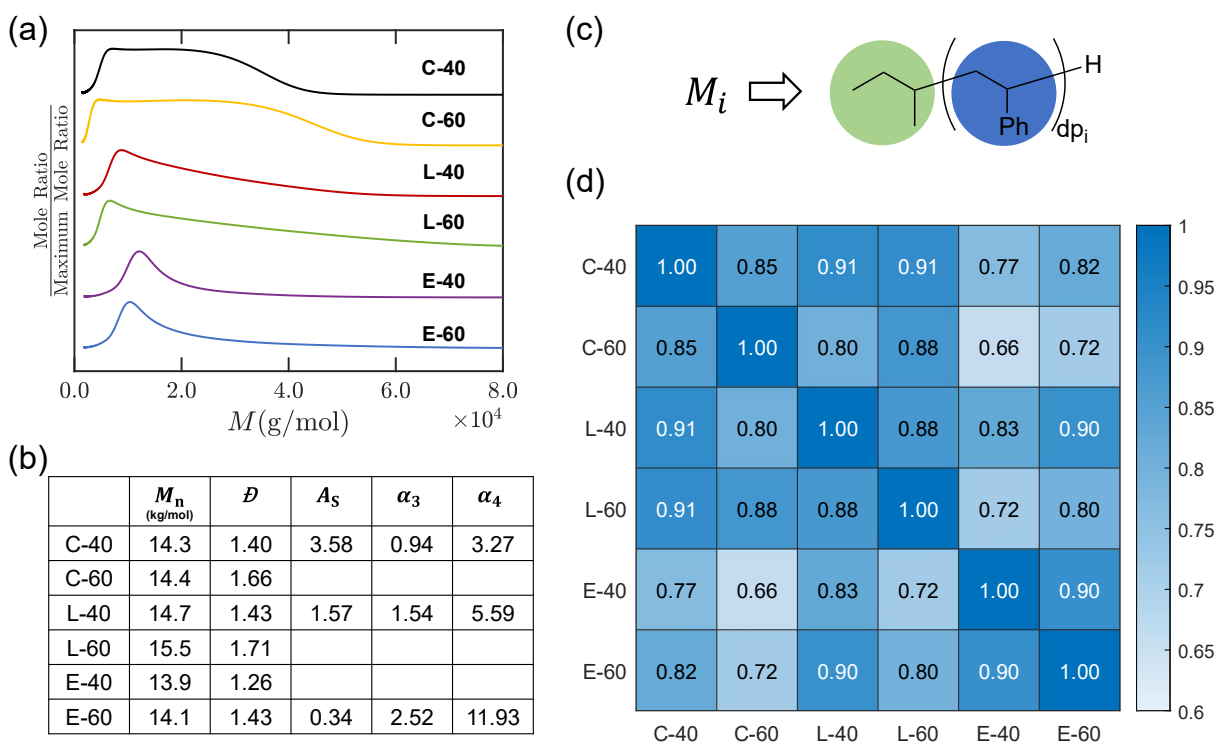 (a)
Mole Ratio
Maximum Mole Ratio
C-40
C-60
L-40
L-60
E-40
E-60
0.0 2.0 4.0 6.0 8.0
M(g/mol) ×10⁴
(b)
Mn (kg/mol) Đ AS α3 α4
C-40 14.3 1.40 3.58 0.94 3.27
C-60 14.4 1.66
L-40 14.7 1.43 1.57 1.54 5.59
L-60 15.5 1.71
E-40 13.9 1.26
E-60 14.1 1.43 0.34 2.52 11.93
(c)
Mi
Ph
H
dpi
(d)
C-40 1.00 0.85 0.91 0.91 0.77 0.82
C-60 0.85 1.00 0.80 0.88 0.66 0.72
L-40 0.91 0.80 1.00 0.88 0.83 0.90
L-60 0.91 0.88 0.88 1.00 0.72 0.80
E-40 0.77 0.66 0.83 0.72 1.00 0.90
E-60 0.82 0.72 0.90 0.80 0.90 1.00
C-40 C-60 L-40 L-60 E-40 E-60
1
0.95
0.9
0.85
0.8
0.75
0.7
0.65
0.6